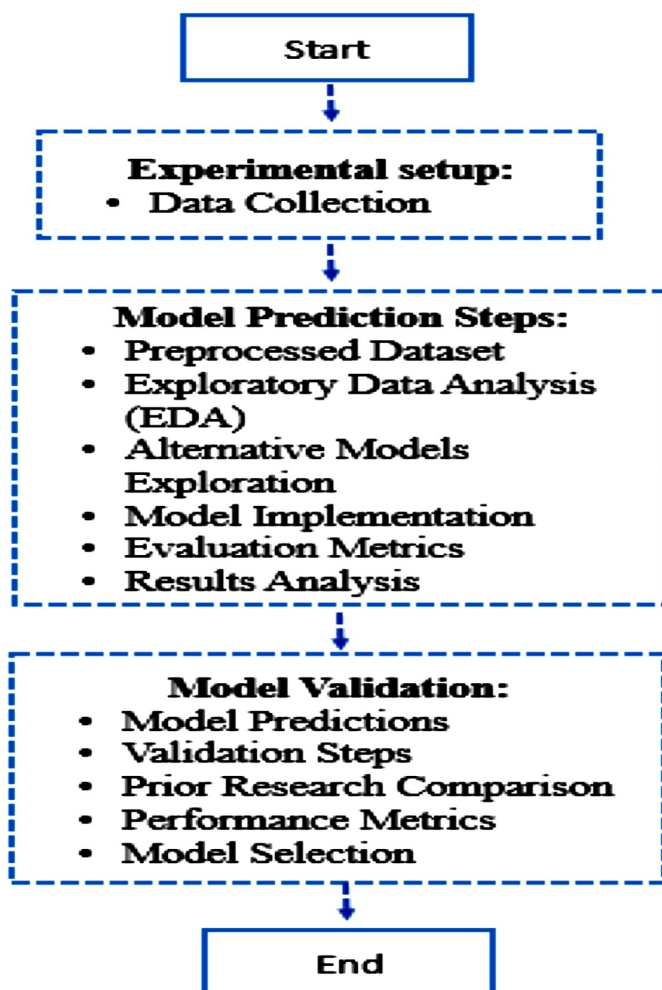 Start
Experimental setup:
• Data Collection
Model Prediction Steps:
• Preprocessed Dataset
• Exploratory Data Analysis
(EDA)
• Alternative Models
Exploration
• Model Implementation
• Evaluation Metrics
• Results Analysis
Model Validation:
• Model Predictions
• Validation Steps
• Prior Research Comparison
• Performance Metrics
• Model Selection
End